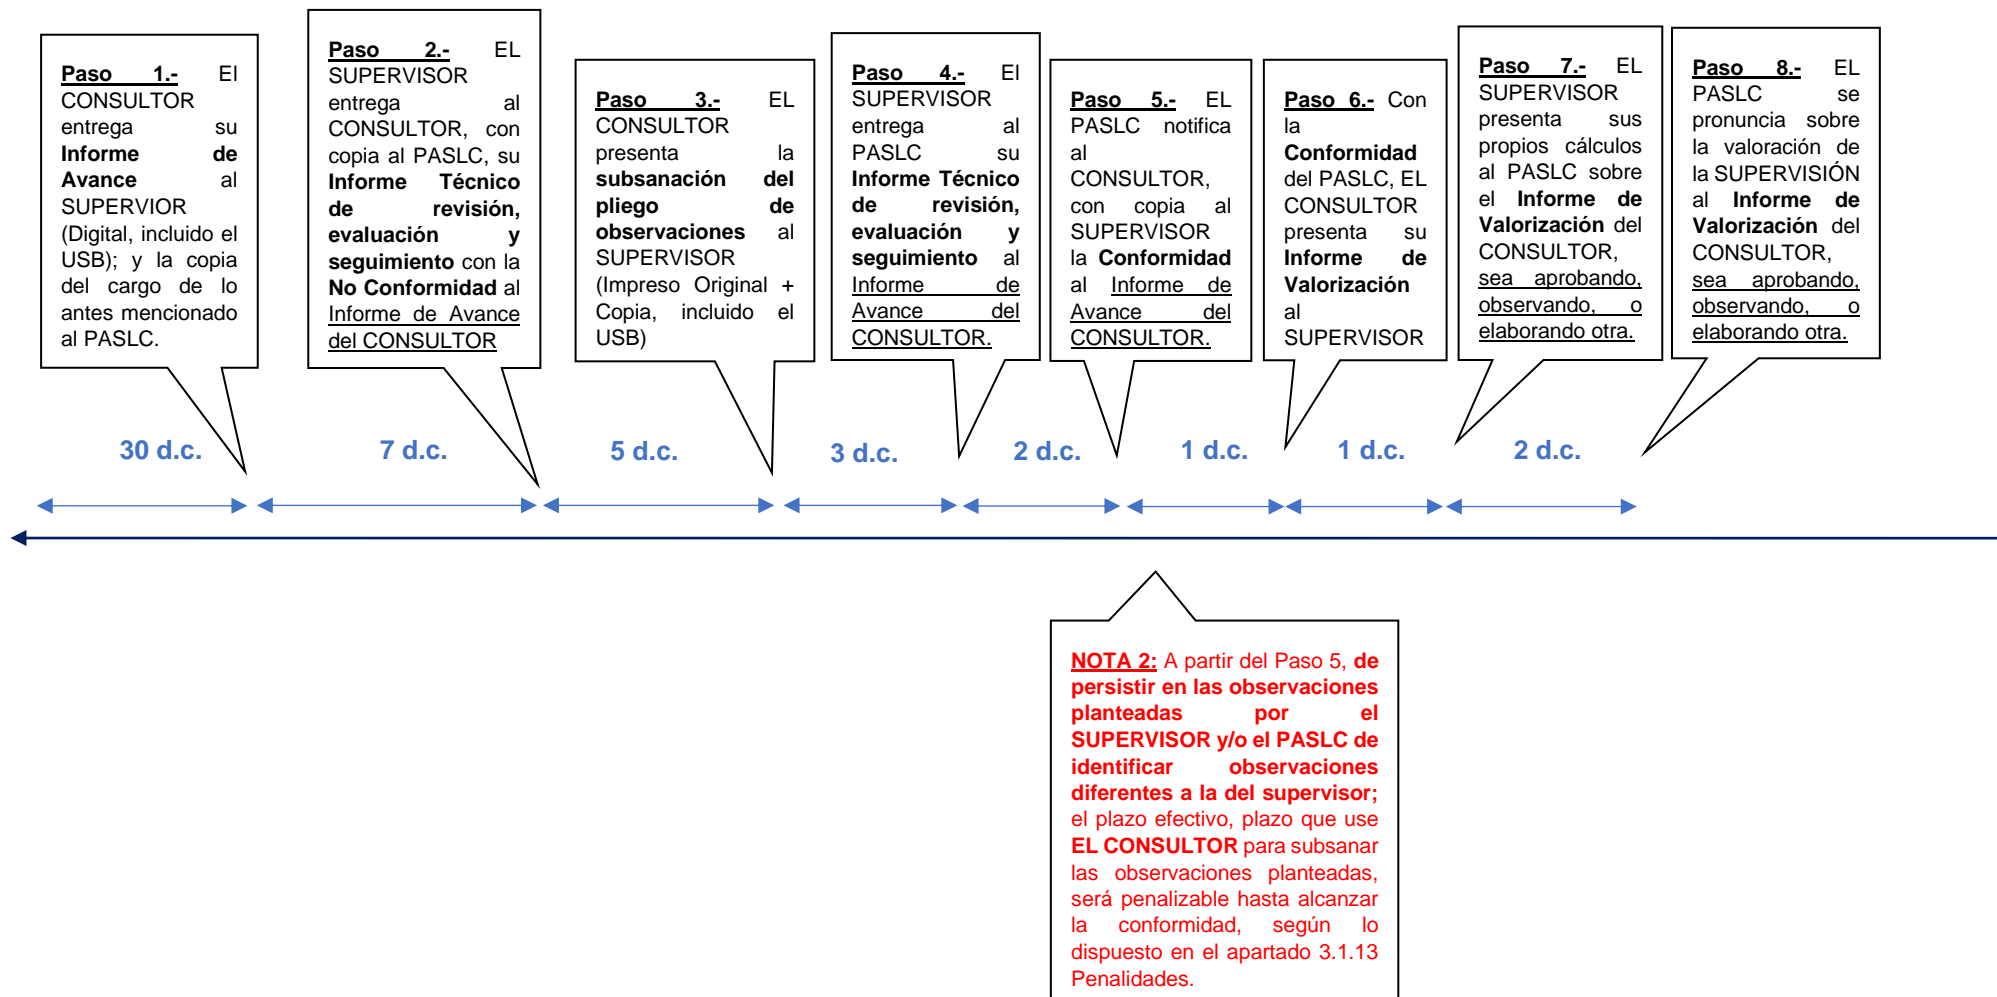 Paso 1.- El
CONSULTOR
entrega su
Informe de
Avance al
SUPERVIOR
(Digital, incluido el
USB); y la copia
del cargo de lo
antes mencionado
al PASLC.
Paso 2.- EL
SUPERVISOR
entrega al
CONSULTOR, con
copia al PASLC, su
Informe Técnico
de revisión,
evaluación y
seguimiento con la
No Conformidad al
Informe de Avance
del CONSULTOR
Paso 3.- EL
CONSULTOR
presenta la
subsanación del
pliego de
observaciones al
SUPERVISOR
(Impreso Original +
Copia, incluido el
USB)
Paso 4.- El
SUPERVISOR
entrega al
PASLC su
Informe Técnico
de revisión,
evaluación y
seguimiento al
Informe de
Avance del
CONSULTOR.
Paso 5.- EL
PASLC notifica
al
CONSULTOR,
con copia al
SUPERVISOR
la Conformidad
al Informe de
Avance del
CONSULTOR.
Paso 6.- Con
la
Conformidad
del PASLC, EL
CONSULTOR
presenta su
Informe de
Valorización
al
SUPERVISOR
Paso 7.- EL
SUPERVISOR
presenta sus
propios cálculos
al PASLC sobre
el Informe de
Valorización del
CONSULTOR,
sea aprobando,
observando, o
elaborando otra.
Paso 8.- EL
PASLC se
pronuncia sobre
la valoración de
la SUPERVISIÓN
al Informe de
Valorización del
CONSULTOR,
sea aprobando,
observando, o
elaborando otra.
30 d.c.
7 d.c.
5 d.c.
3 d.c.
2 d.c.
1 d.c.
1 d.c.
2 d.c.
NOTA 2: A partir del Paso 5, de
persistir en las observaciones
planteadas por el
SUPERVISOR y/o el PASLC de
identificar observaciones
diferentes a la del supervisor;
el plazo efectivo, plazo que use
EL CONSULTOR para subsanar
las observaciones planteadas,
será penalizable hasta alcanzar
la conformidad, según lo
dispuesto en el apartado 3.1.13
Penalidades.